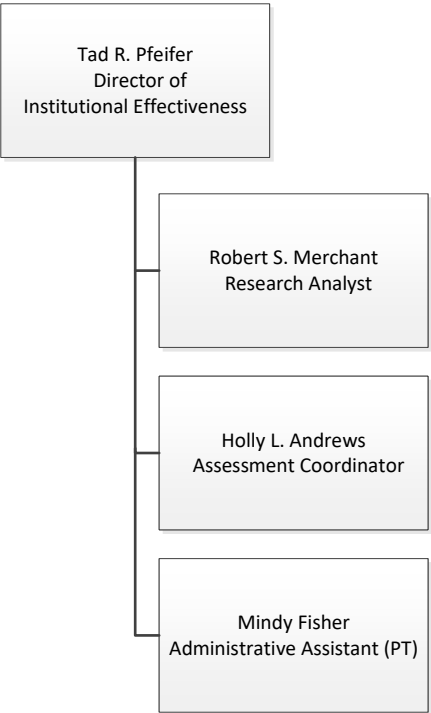 Tad R. Pfeifer
Director of
Institutional Effectiveness
Robert S. Merchant
Research Analyst
Holly L. Andrews
Assessment Coordinator
Mindy Fisher
Administrative Assistant (PT)